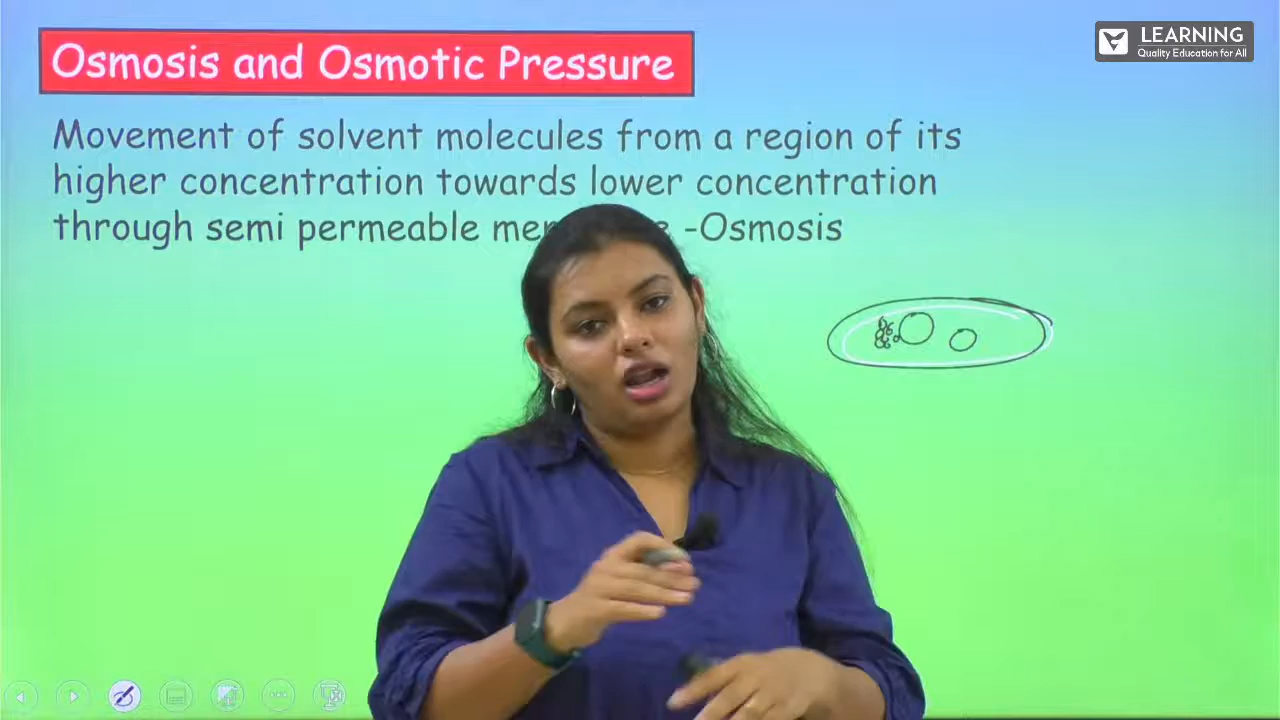 Osmosis and Osmotic Pressure
LEARNING
Quality Education for All
Movement of solvent molecules from a region of its
higher concentration towards lower concentration
through semi permeable -Osmosis